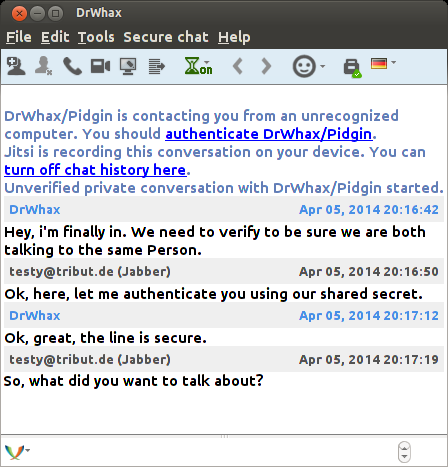 DrWhax
File Edit Tools Secure chat Help
on
DrWhax/Pidgin is contacting you from an unrecognized
computer. You should authenticate DrWhax/Pidgin.
Jitsi is recording this conversation on your device. You can
turn off chat history here.
Unverified private conversation with DrWhax/Pidgin started.
DrWhax Apr 05, 2014 20:16:42
Hey, i'm finally in. We need to verify to be sure we are both
talking to the same Person.
testy@tribut.de (Jabber) Apr 05, 2014 20:16:50
Ok, here, let me authenticate you using our shared secret.
DrWhax Apr 05, 2014 20:17:12
Ok, great, the line is secure.
testy@tribut.de (Jabber) Apr 05, 2014 20:17:19
So, what did you want to talk about?